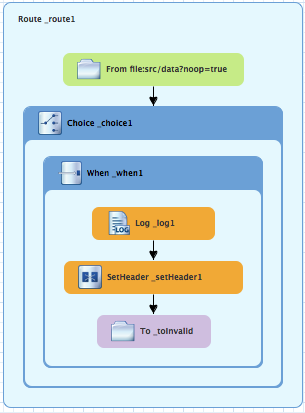 Route _route1
From file:src/data?noop=true
Choice _choice1
When _when1
LOG
Log _log1
SetHeader _setHeader1
To _toInvalid